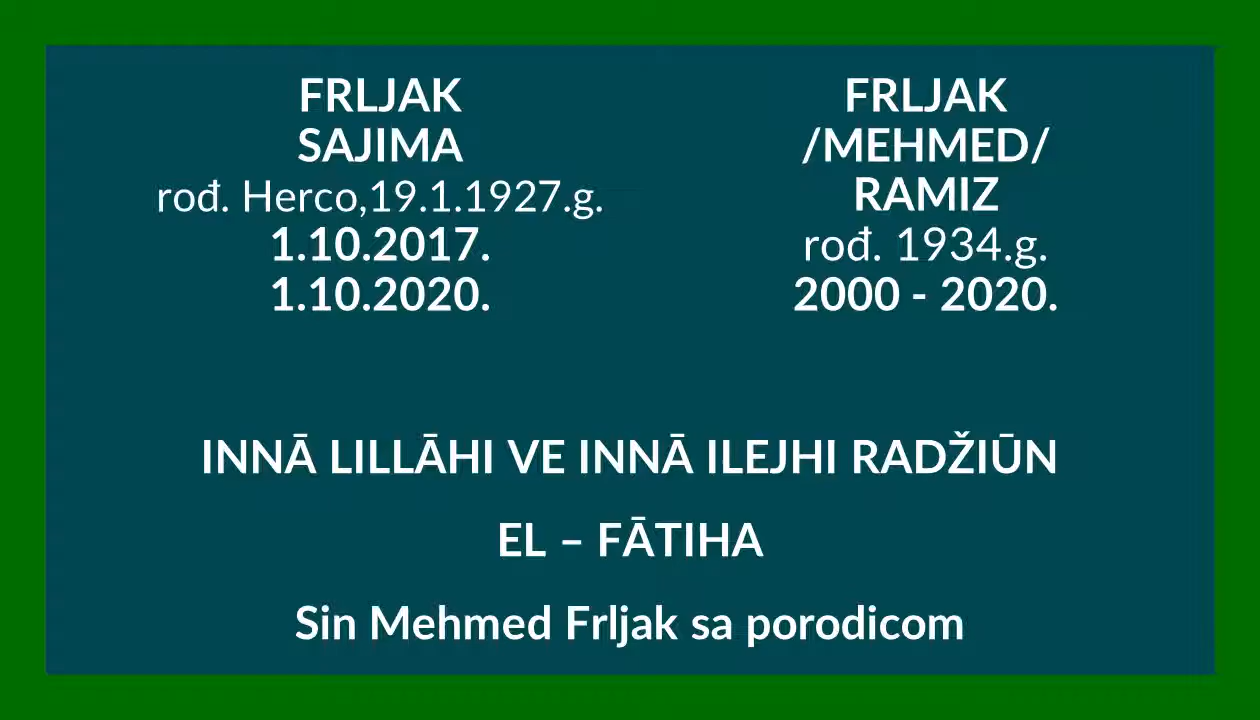 FRLJAK
SAJIMA
rođ. Herco,19.1.1927.g.
1.10.2017.
1.10.2020.
FRLJAK
/MEHMED/
RAMIZ
rođ. 1934.g.
2000 - 2020.
INNĀ LILLĀHI VE INNĀ ILEJHI RADŽIŪN
EL – FĀTIHA
Sin Mehmed Frljak sa porodicom